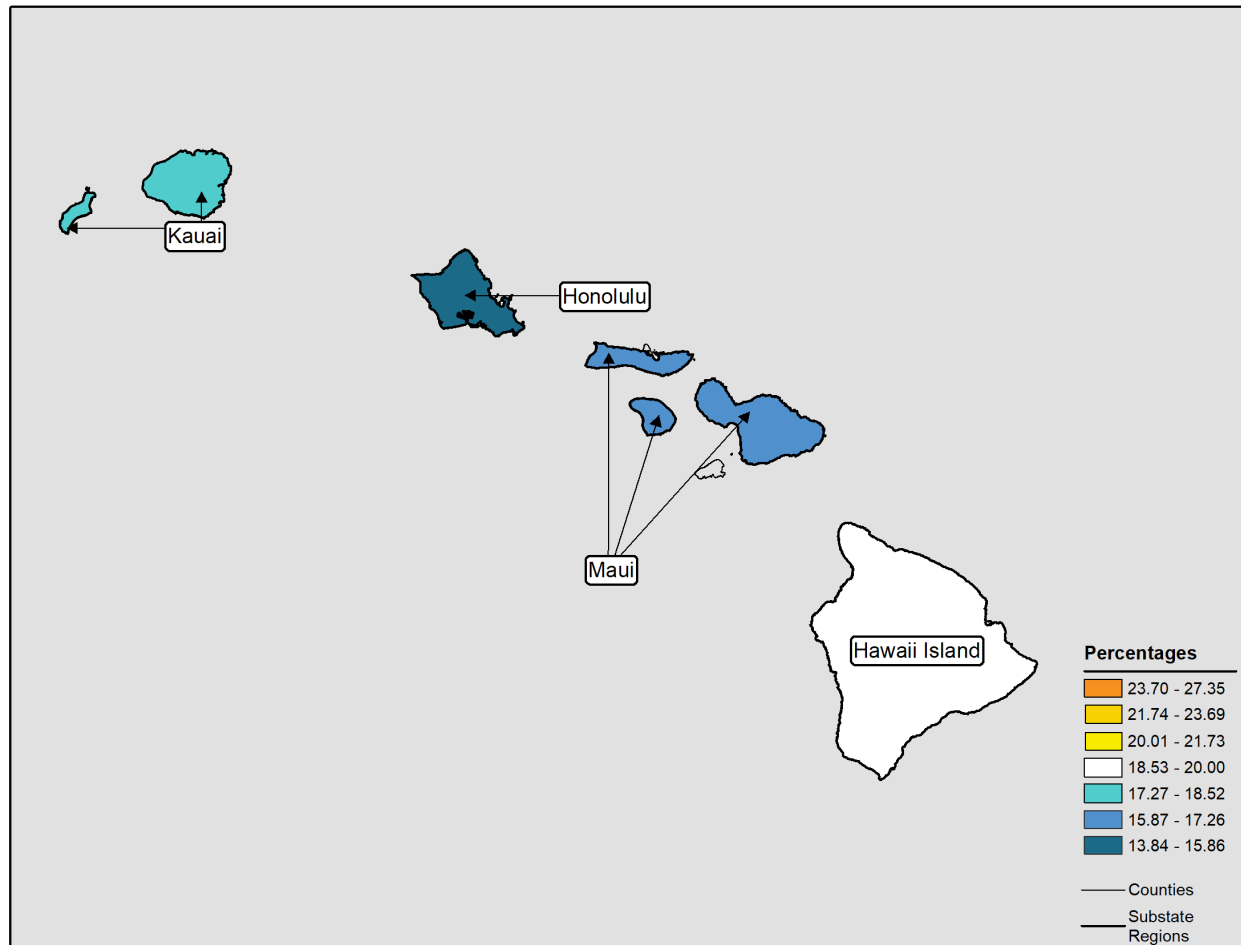 Kauai
Honolulu
Maui
Hawaii Island
Percentages
23.70 - 27.35
21.74 - 23.69
20.01 - 21.73
18.53 - 20.00
17.27 - 18.52
15.87 - 17.26
13.84 - 15.86
Counties
Substate
Regions